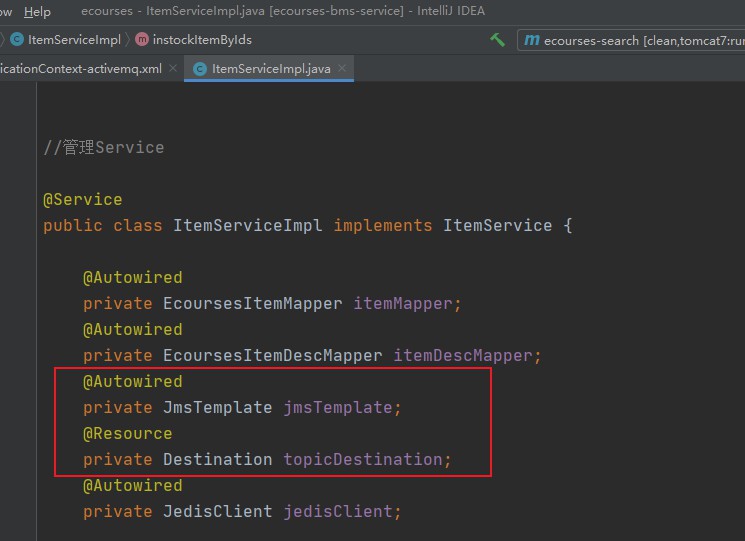 ow Help ecourses - ItemServiceImpl.java [ecourses-bms-service] - IntelliJ IDEA
ItemServiceImpl instockItemByIds ecourses-search [clean,tomcat7:run
icationContext-activemq.xml ItemServiceImpl.java
//管理Service
@Service
public class ItemServiceImpl implements ItemService {
@Autowired
private EcoursesItemMapper itemMapper;
@Autowired
private EcoursesItemDescMapper itemDescMapper;
@Autowired
private JmsTemplate jmsTemplate;
@Resource
private Destination topicDestination;
@Autowired
private JedisClient jedisClient;